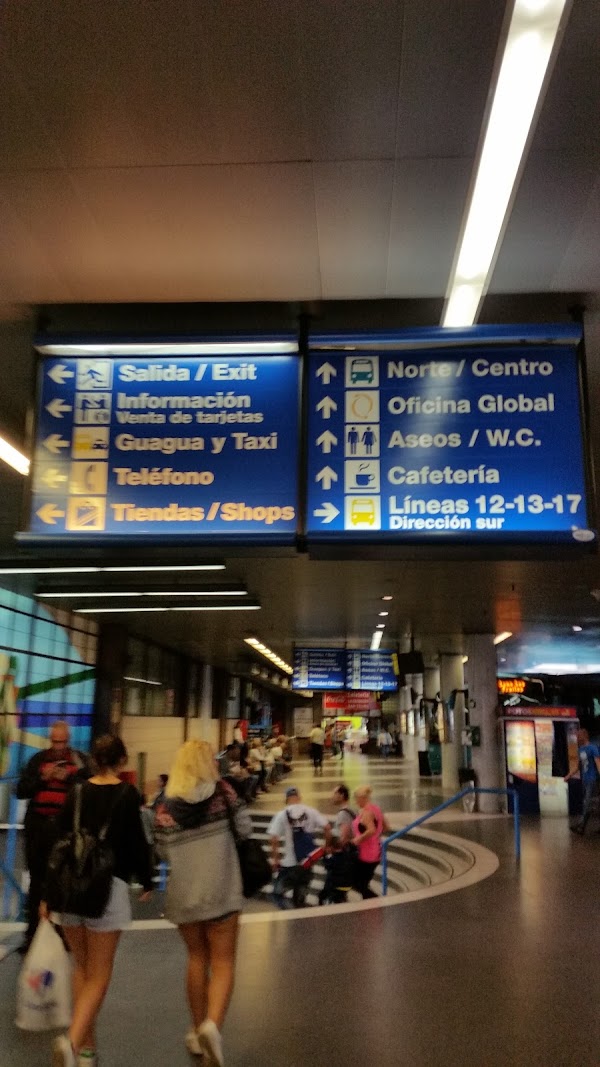 Salida / Exit
Información
Venta de tarjetas
Guagua y Taxi
Teléfono
Tiendas / Shops
Norte / Centro
Oficina Global
Aseos / W.C.
Cafetería
Líneas 12-13-17
Dirección sur